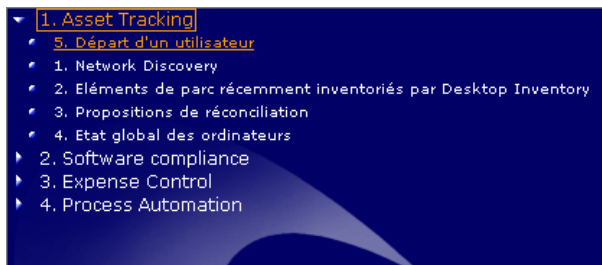 1. Asset Tracking
5. Départ d'un utilisateur
1. Network Discovery
2. Eléments de parc récemment inventoriés par Desktop Inventory
3. Propositions de réconciliation
4. Etat global des ordinateurs
2. Software compliance
3. Expense Control
4. Process Automation